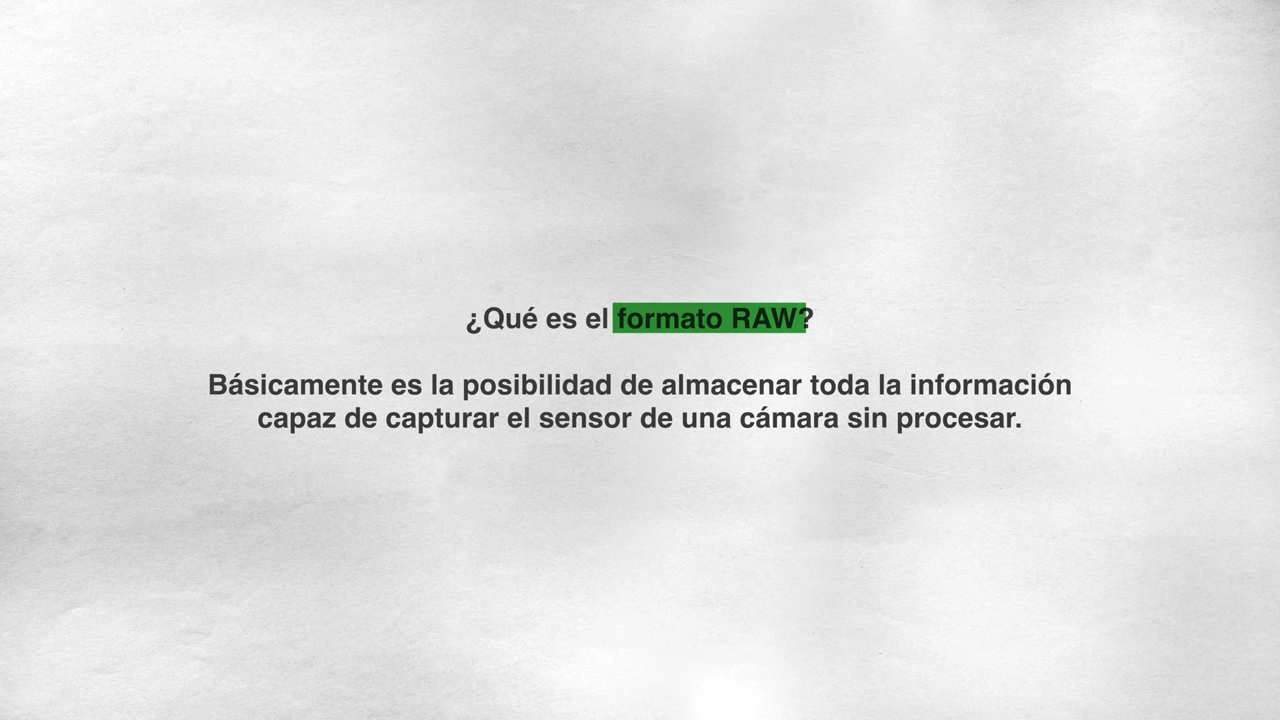 ¿Qué es el formato RAW?
Básicamente es la posibilidad de almacenar toda la información
capaz de capturar el sensor de una cámara sin procesar.